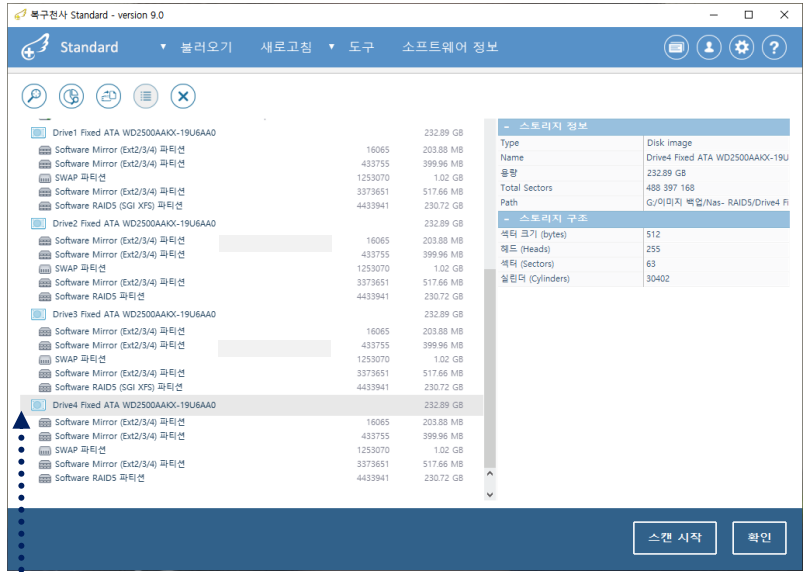 복구천사 Standard - version 9.0
Standard ▼ 불러오기 새로고침 ▼ 도구 소프트웨어 정보
Drive1 Fixed ATA WD2500AAKX-19U6AA0 232.89 GB
Software Mirror (Ext2/3/4) 파티션 16065 203.88 MB
Software Mirror (Ext2/3/4) 파티션 433755 399.96 MB
SWAP 파티션 1253070 1.02 GB
Software Mirror (Ext2/3/4) 파티션 3373651 517.66 MB
Software RAID5 (SGI XFS) 파티션 4433941 230.72 GB
Drive2 Fixed ATA WD2500AAKX-19U6AA0 232.89 GB
Software Mirror (Ext2/3/4) 파티션 16065 203.88 MB
Software Mirror (Ext2/3/4) 파티션 433755 399.96 MB
SWAP 파티션 1253070 1.02 GB
Software Mirror (Ext2/3/4) 파티션 3373651 517.66 MB
Software RAID5 파티션 4433941 230.72 GB
Drive3 Fixed ATA WD2500AAKX-19U6AA0 232.89 GB
Software Mirror (Ext2/3/4) 파티션 16065 203.88 MB
Software Mirror (Ext2/3/4) 파티션 433755 399.96 MB
SWAP 파티션 1253070 1.02 GB
Software Mirror (Ext2/3/4) 파티션 3373651 517.66 MB
Software RAID5 (SGI XFS) 파티션 4433941 230.72 GB
Drive4 Fixed ATA WD2500AAKX-19U6AA0 232.89 GB
Software Mirror (Ext2/3/4) 파티션 16065 203.88 MB
Software Mirror (Ext2/3/4) 파티션 433755 399.96 MB
SWAP 파티션 1253070 1.02 GB
Software Mirror (Ext2/3/4) 파티션 3373651 517.66 MB
Software RAID5 파티션 4433941 230.72 GB
- 스토리지 정보
Type Disk image
Name Drive4 Fixed ATA WD2500AAKX-19U
용량 232.89 GB
Total Sectors 488 397 168
Path G:/이미지 백업/Nas- RAID5/Drive4 Fi
- 스토리지 구조
섹터 크기 (bytes) 512
헤드 (Heads) 255
섹터 (Sectors) 63
실린더 (Cylinders) 30402
스캔 시작 확인